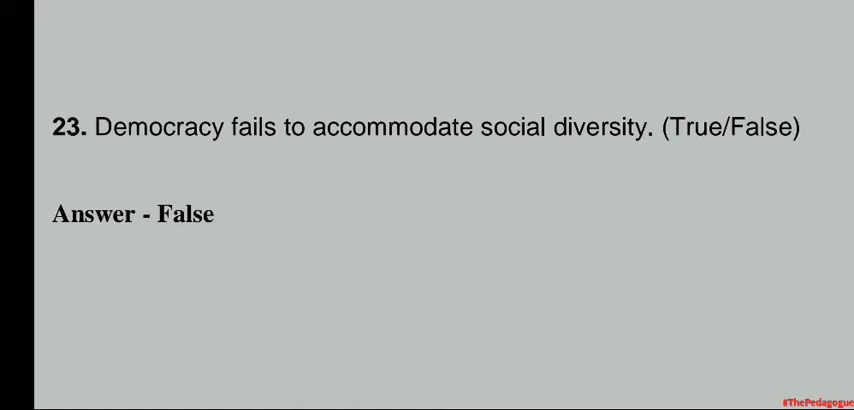 23. Democracy fails to accommodate social diversity. (True/False)
Answer - False
#ThePedagogue